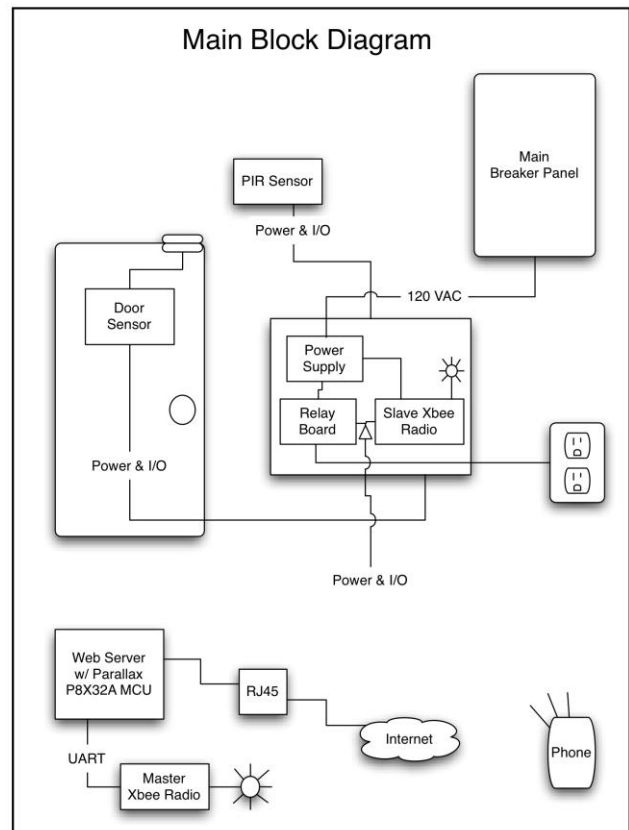 Main Block Diagram
Main
Breaker Panel
PIR Sensor
Power & I/O
120 VAC
Door
Sensor
Power
Supply
Relay
Board
Slave Xbee
Radio
Power & I/O
Power & I/O
Web Server
w/ Parallax
P8X32A MCU
RJ45
Internet
Phone
UART
Master
Xbee Radio